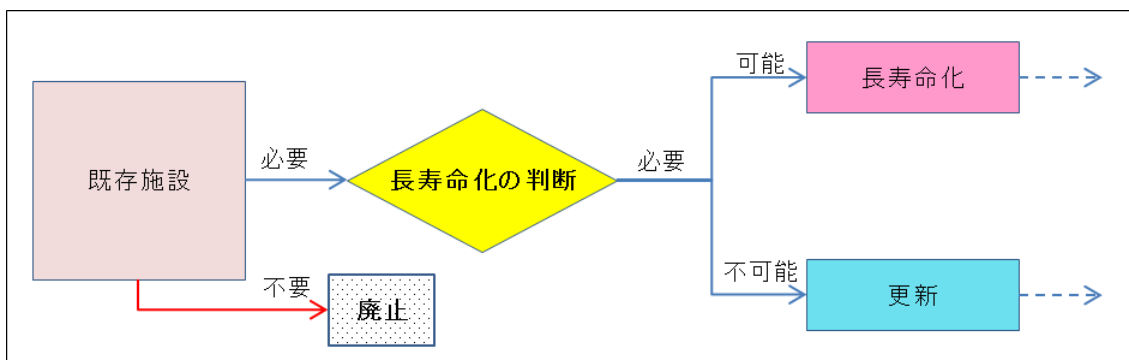 可能
長寿命化
必要
必要
既存施設
長寿命化の判断
不可能
不要
更新
廃止